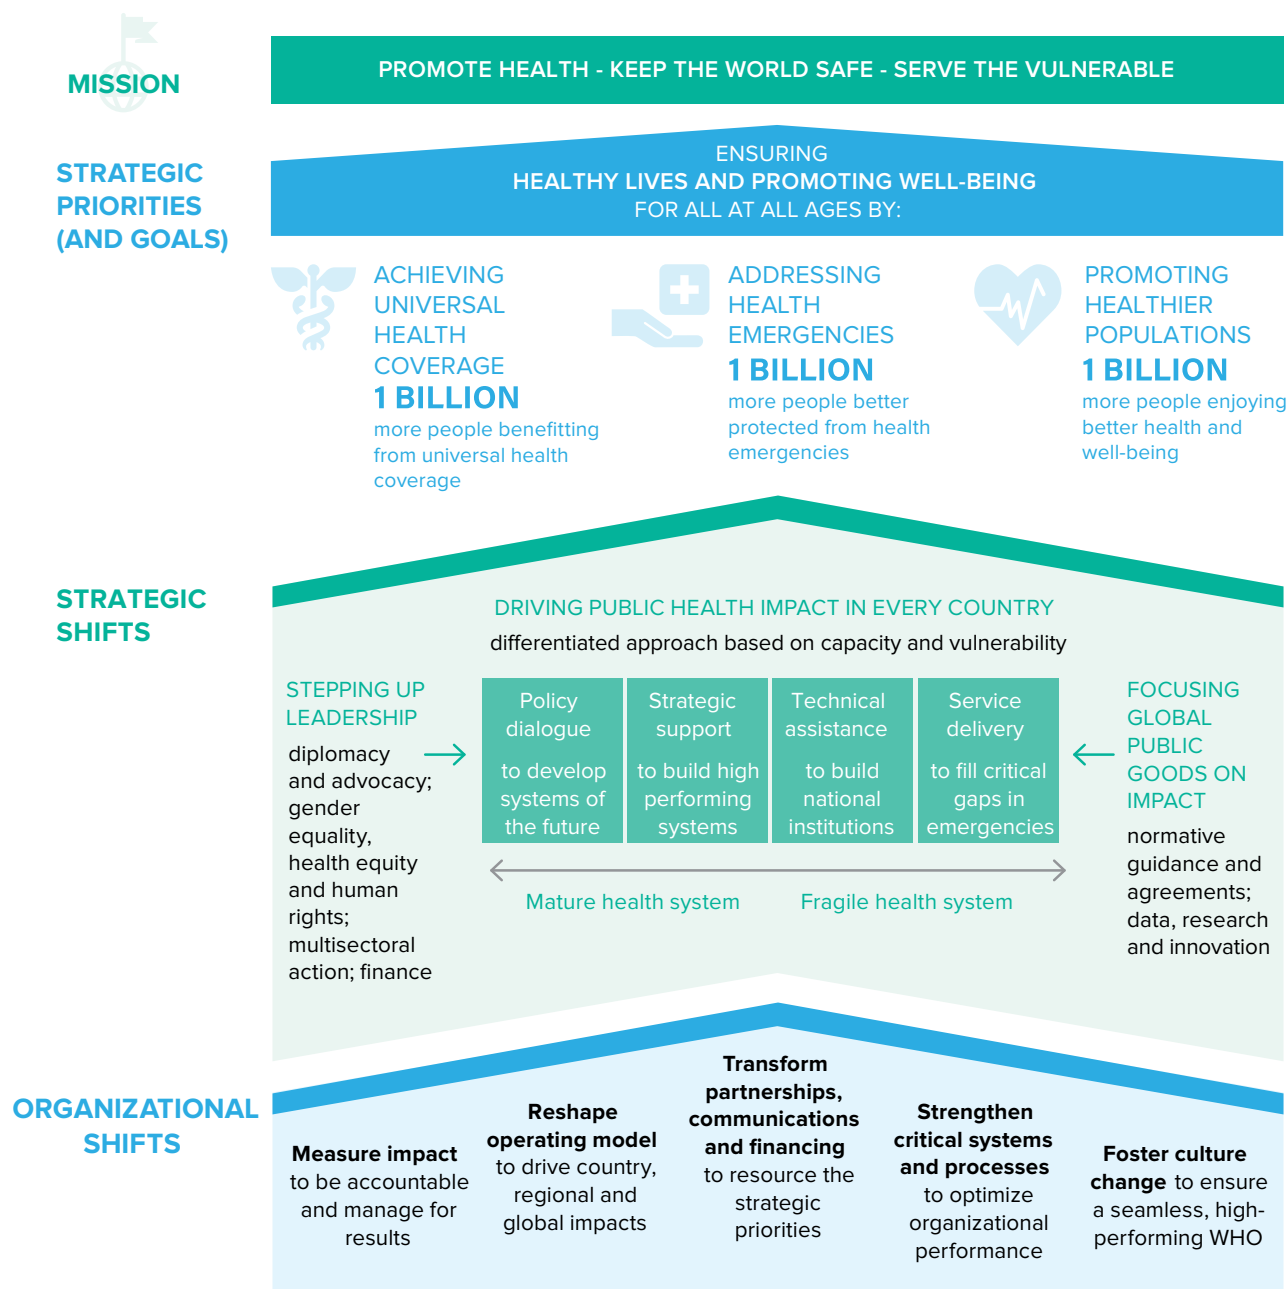 MISSION
PROMOTE HEALTH - KEEP THE WORLD SAFE - SERVE THE VULNERABLE
STRATEGIC
PRIORITIES
(AND GOALS)
ENSURING
HEALTHY LIVES AND PROMOTING WELL-BEING
FOR ALL AT ALL AGES BY:
ACHIEVING
UNIVERSAL
HEALTH
COVERAGE
1 BILLION
more people benefitting
from universal health
coverage
ADDRESSING
HEALTH
EMERGENCIES
1 BILLION
more people better
protected from health
emergencies
PROMOTING
HEALTHIER
POPULATIONS
1 BILLION
more people enjoying
better health and
well-being
STRATEGIC
SHIFTS
DRIVING PUBLIC HEALTH IMPACT IN EVERY COUNTRY
differentiated approach based on capacity and vulnerability
STEPPING UP
LEADERSHIP
diplomacy
and advocacy;
gender
equality,
health equity
and human
rights;
multisectoral
action; finance
Policy
dialogue
to develop
systems of
the future
Strategic
support
to build high
performing
systems
Technical
assistance
to build
national
institutions
Service
delivery
to fill critical
gaps in
emergencies
Mature health system
Fragile health system
FOCUSING
GLOBAL
PUBLIC
GOODS ON
IMPACT
normative
guidance and
agreements;
data, research
and innovation
ORGANIZATIONAL
SHIFTS
Measure impact
to be accountable
and manage for
results
Reshape
operating model
to drive country,
regional and
global impacts
Transform
partnerships,
communications
and financing
to resource the
strategic
priorities
Strengthen
critical systems
and processes
to optimize
organizational
performance
Foster culture
change to ensure
a seamless, high-
performing WHO